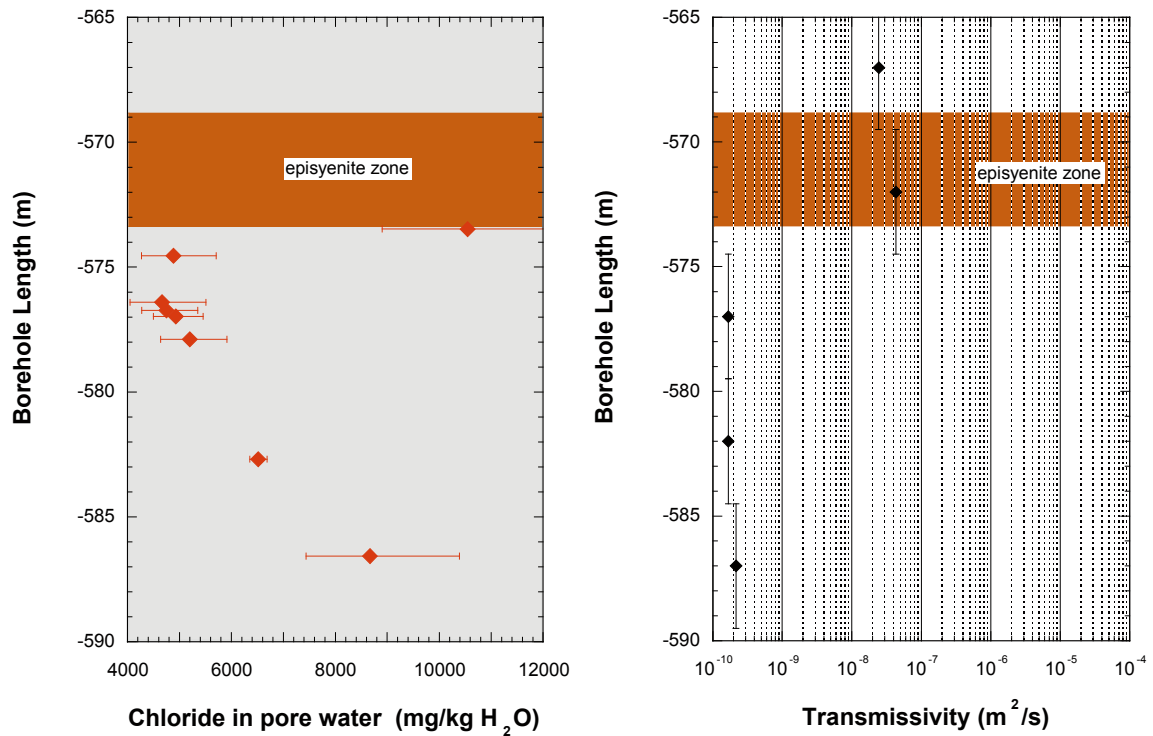 -565
-570
-575
-580
-585
-590
Borehole Length (m)
episyenite zone
4000 6000 8000 10000 12000
Chloride in pore water (mg/kg H2O)
-565
-570
-575
-580
-585
-590
Borehole Length (m)
episyenite zone
10-10 10-9 10-8 10-7 10-6 10-5 10-4
Transmissivity (m2/s)